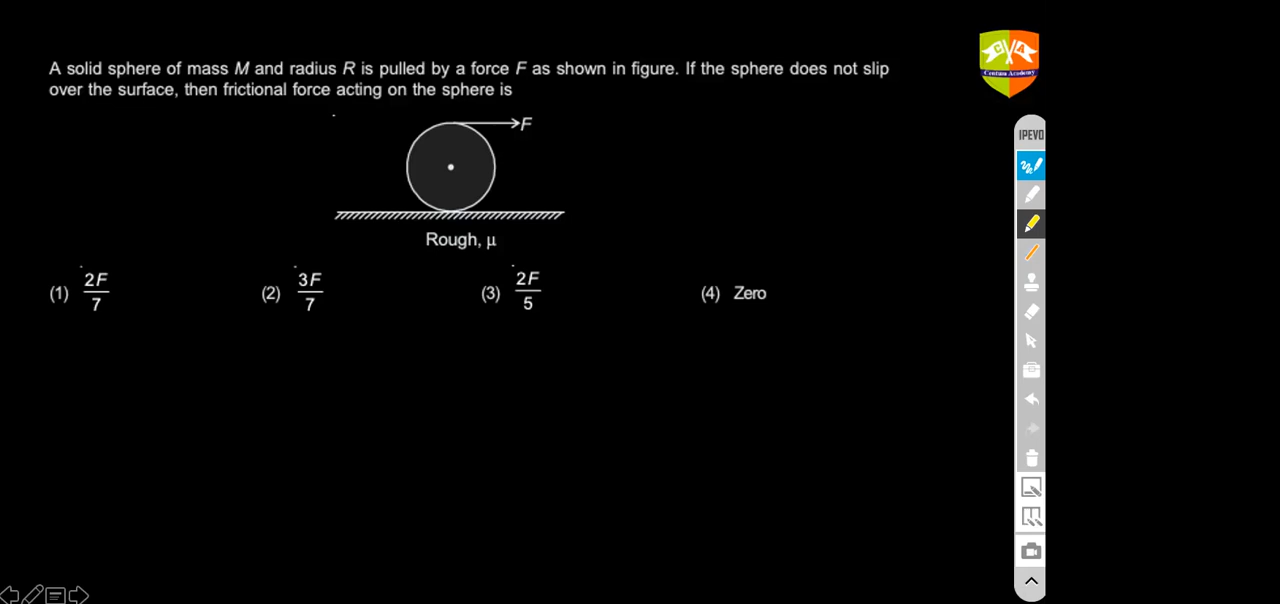 A solid sphere of mass M and radius R is pulled by a force F as shown in figure. If the sphere does not slip
over the surface, then frictional force acting on the sphere is
F
Rough, μ
(1) 2F/7 (2) 3F/7 (3) 2F/5 (4) Zero
C A
Centum Academy
IPEVO